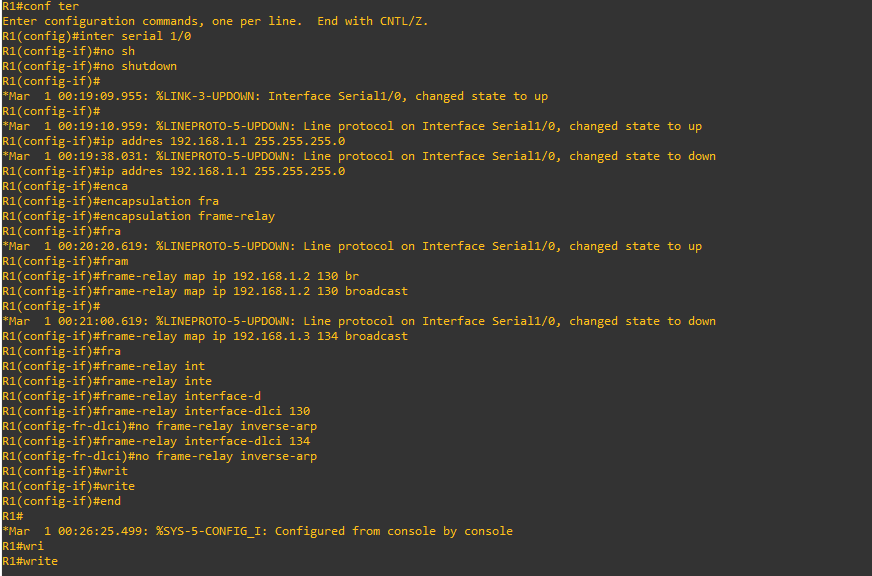 R1#conf ter
Enter configuration commands, one per line.  End with CNTL/Z.
R1(config)#inter serial 1/0
R1(config-if)#no sh
R1(config-if)#no shutdown
R1(config-if)#
*Mar  1 00:19:09.955: %LINK-3-UPDOWN: Interface Serial1/0, changed state to up
R1(config-if)#
*Mar  1 00:19:10.959: %LINEPROTO-5-UPDOWN: Line protocol on Interface Serial1/0, changed state to up
R1(config-if)#ip addres 192.168.1.1 255.255.255.0
*Mar  1 00:19:38.031: %LINEPROTO-5-UPDOWN: Line protocol on Interface Serial1/0, changed state to down
R1(config-if)#ip addres 192.168.1.1 255.255.255.0
R1(config-if)#enca
R1(config-if)#encapsulation fra
R1(config-if)#encapsulation frame-relay
R1(config-if)#fra
*Mar  1 00:20:20.619: %LINEPROTO-5-UPDOWN: Line protocol on Interface Serial1/0, changed state to up
R1(config-if)#fram
R1(config-if)#frame-relay map ip 192.168.1.2 130 br
R1(config-if)#frame-relay map ip 192.168.1.2 130 broadcast
R1(config-if)#
*Mar  1 00:21:00.619: %LINEPROTO-5-UPDOWN: Line protocol on Interface Serial1/0, changed state to down
R1(config-if)#frame-relay map ip 192.168.1.3 134 broadcast
R1(config-if)#fra
R1(config-if)#frame-relay int
R1(config-if)#frame-relay inte
R1(config-if)#frame-relay interface-d
R1(config-if)#frame-relay interface-dlci 130
R1(config-fr-dlci)#no frame-relay inverse-arp
R1(config-if)#frame-relay interface-dlci 134
R1(config-fr-dlci)#no frame-relay inverse-arp
R1(config-if)#writ
R1(config-if)#write
R1(config-if)#end
R1#
*Mar  1 00:26:25.499: %SYS-5-CONFIG_I: Configured from console by console
R1#wri
R1#write